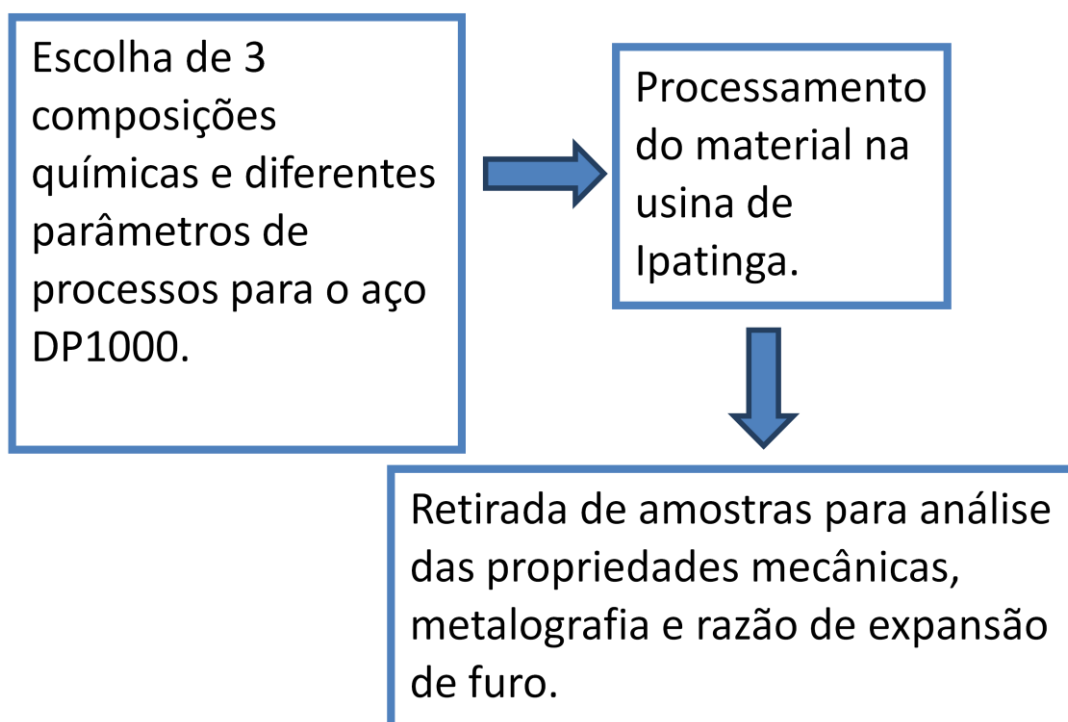 Escolha de 3
composições
químicas e diferentes
parâmetros de
processos para o aço
DP1000.
Processamento
do material na
usina de
Ipatinga.
Retirada de amostras para análise
das propriedades mecânicas,
metalografia e razão de expansão
de furo.